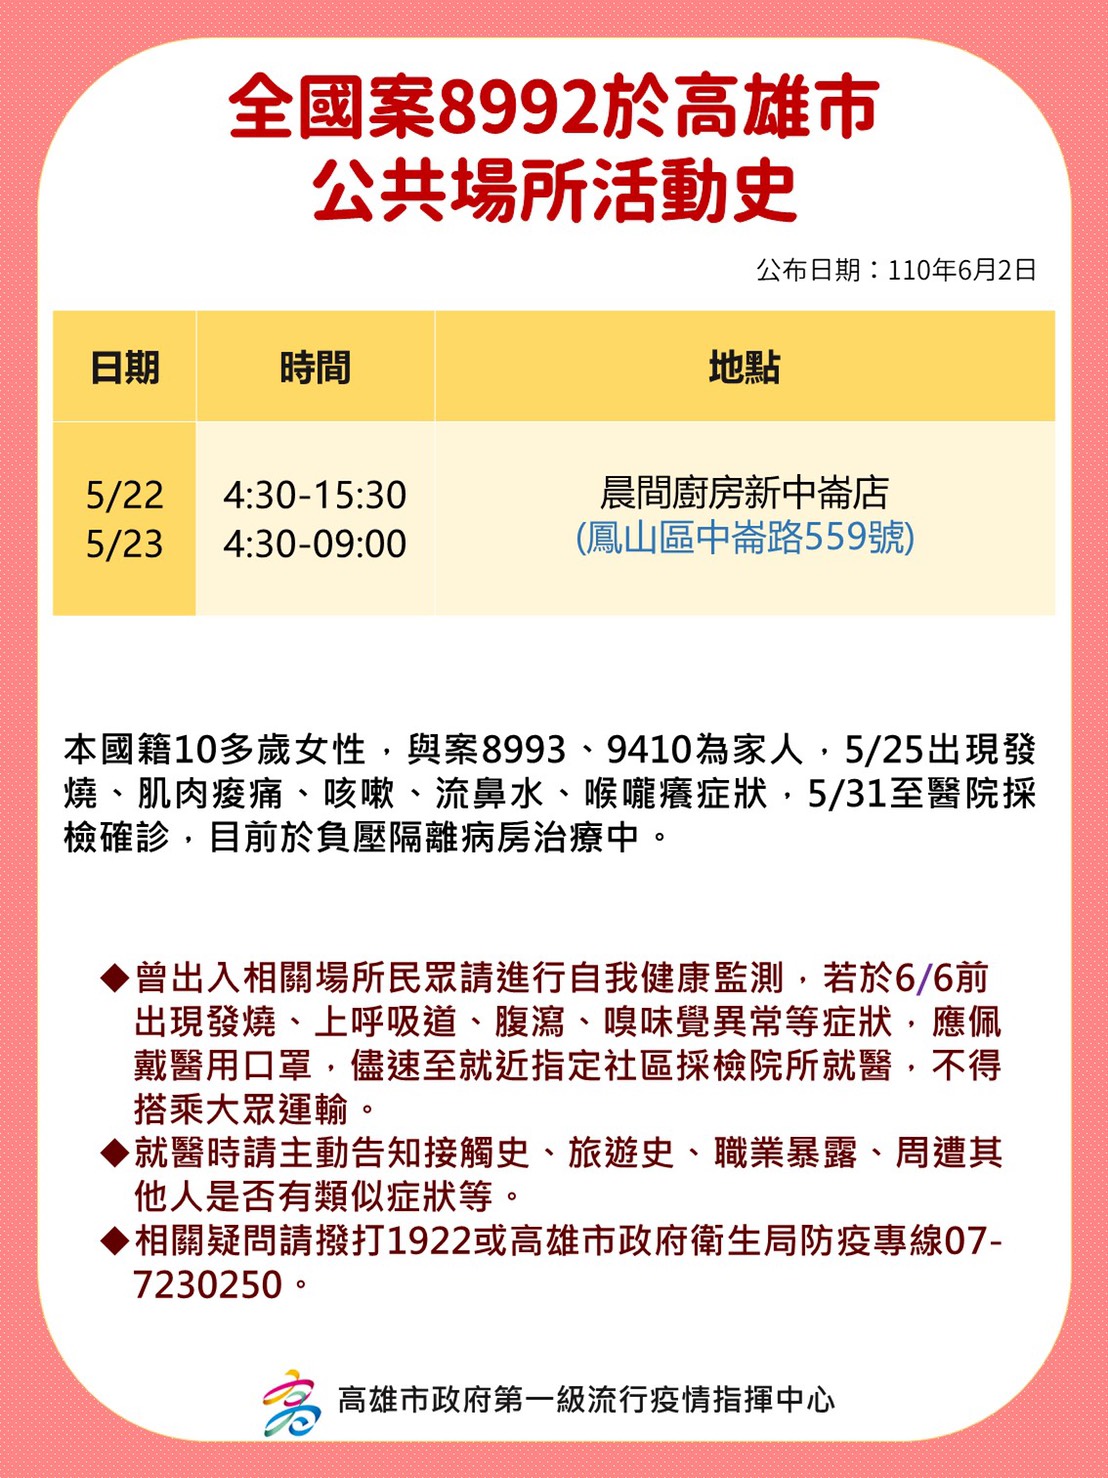 全國案8992於高雄市
公共場所活動史
公布日期：110年6月2日
日期 時間 地點
5/22 4:30-15:30 晨間廚房新中崙店
5/23 4:30-09:00 (鳳山區中崙路559號)
本國籍10多歲女性，與案8993、9410為家人，5/25出現發
燒、肌肉痠痛、咳嗽、流鼻水、喉嚨癢症狀，5/31至醫院採
檢確診，目前於負壓隔離病房治療中。
◆曾出入相關場所民眾請進行自我健康監測，若於6/6前
出現發燒、上呼吸道、腹瀉、嗅味覺異常等症狀，應佩
戴醫用口罩，儘速至就近指定社區採檢院所就醫，不得
搭乘大眾運輸。
◆就醫時請主動告知接觸史、旅遊史、職業暴露、周遭其
他人是否有類似症狀等。
◆相關疑問請撥打1922或高雄市政府衛生局防疫專線07-
7230250。
高雄市政府第一級流行疫情指揮中心